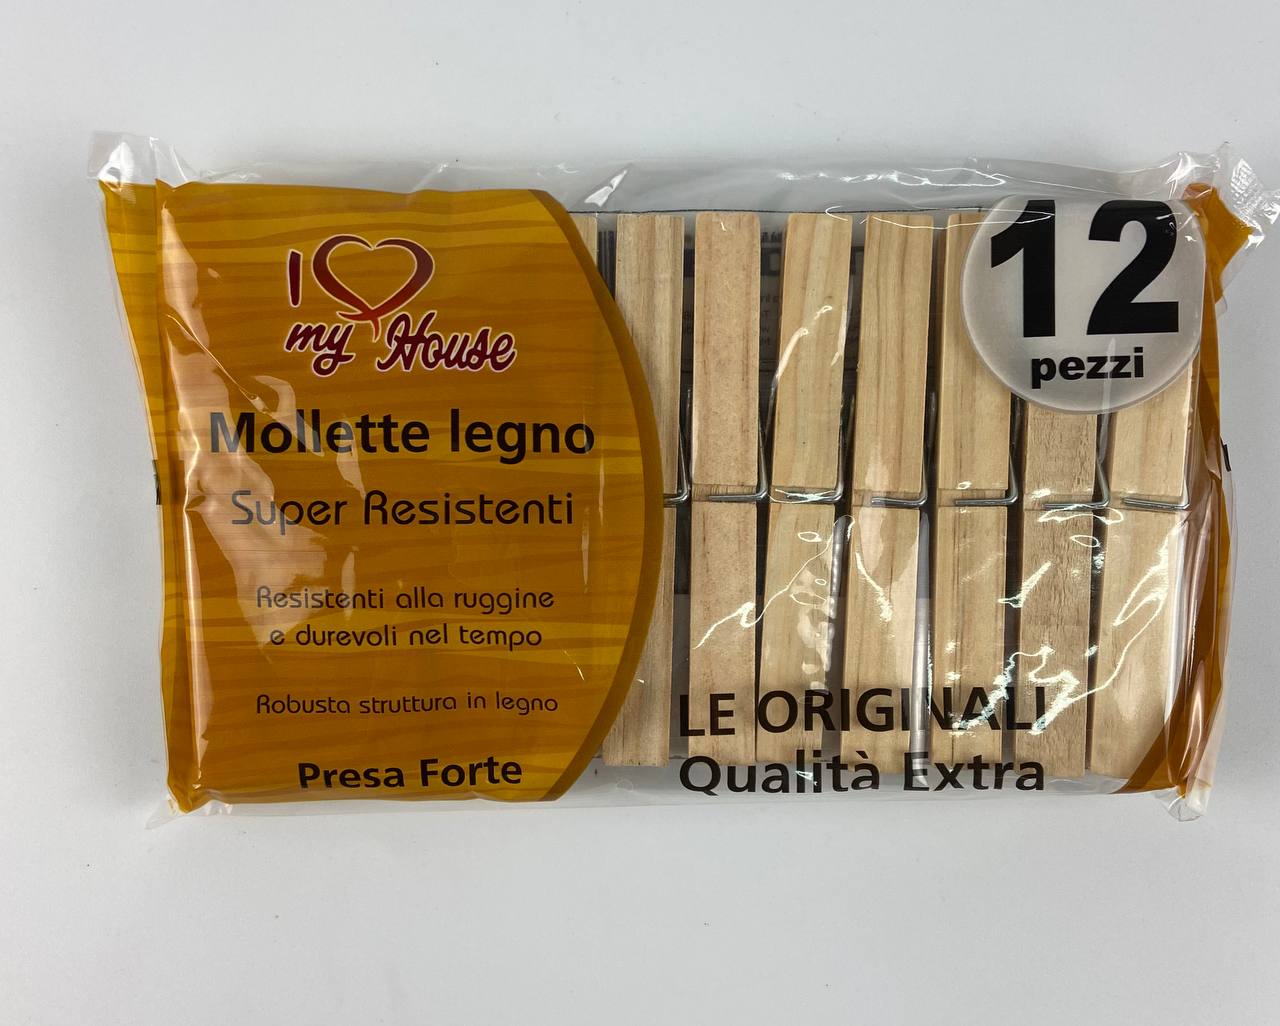 I
my House
Mollette legno
Super Resistenti
Resistenti alla ruggine
e durevoli nel tempo
Robusta struttura in legno
Presa Forte
12
pezzi
LE ORIGINALI
Qualità Extra